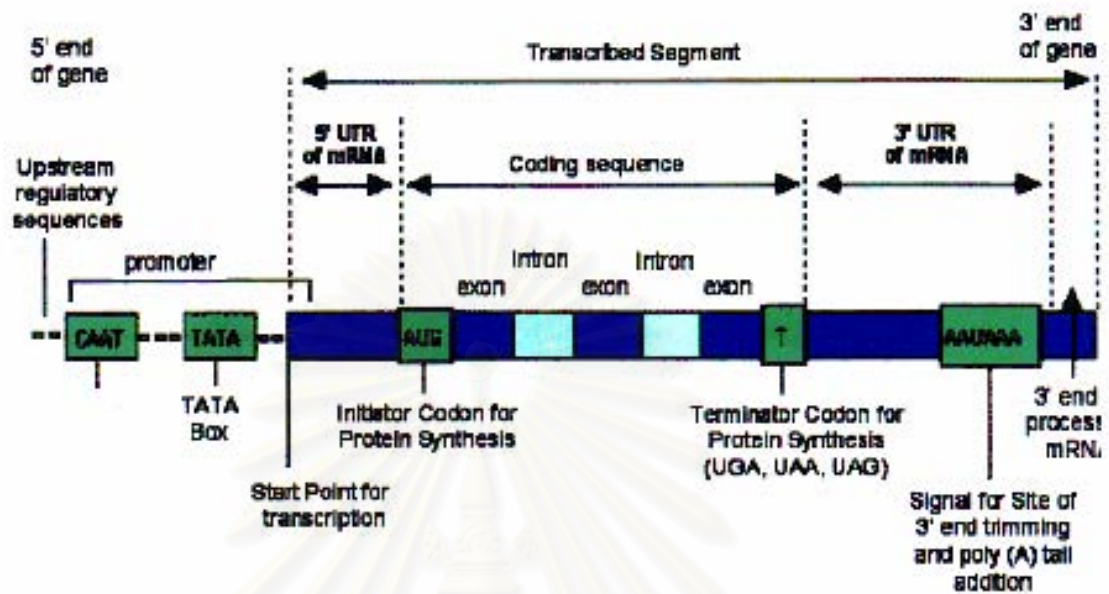 5' end
of gene
3' end
of gene
Transcribed Segment
5' UTR
of mRNA
3' UTR
of mRNA
Coding sequence
Upstream
regulatory
sequences
promoter
exon
Intron
exon
Intron
exon
CAAT
TATA
AUG
T
AAUAAA
TATA
Box
Initiator Codon for
Protein Synthesis
Terminator Codon for
Protein Synthesis
(UGA, UAA, UAG)
3' end
process
mRNA
Start Point for
transcription
Signal for Site of
3' end trimming
and poly (A) tail
addition